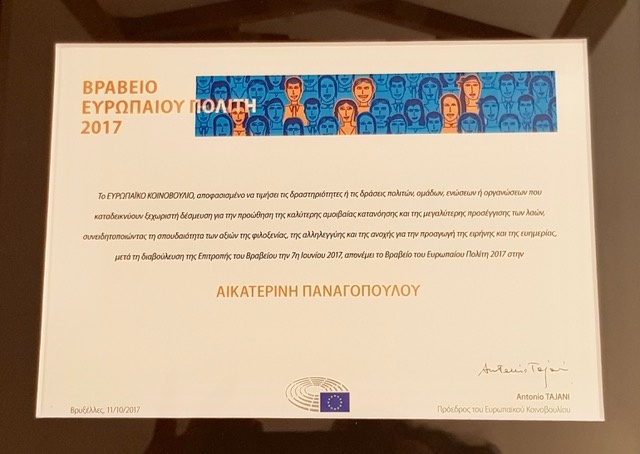 ΒΡΑΒΕΙΟ
ΕΥΡΩΠΑΙΟΥ ΠΟΛΙΤΗ
2017
Το ΕΥΡΩΠΑΪΚΟ ΚΟΙΝΟΒΟΥΛΙΟ, αποφασισμένο να τιμήσει τις δραστηριότητες ή τις δράσεις πολιτών, ομάδων, ενώσεων ή οργανώσεων που
καταδεικνύουν ξεχωριστή δέσμευση για την προώθηση της καλύτερης αμοιβαίας κατανόησης και της μεγαλύτερης προσέγγισης των λαών,
συνειδητοποιώντας τη σπουδαιότητα των αξιών της φιλοξενίας, της αλληλεγγύης και της ανοχής για την προαγωγή της ειρήνης και της ευημερίας,
μετά τη διαβούλευση της Επιτροπής του Βραβείου την 7η Ιουνίου 2017, απονέμει το Βραβείο του Ευρωπαίου Πολίτη 2017 στην
ΑΙΚΑΤΕΡΙΝΗ ΠΑΝΑΓΟΠΟΥΛΟΥ
Antonio Tajani
Antonio TAJANI
Πρόεδρος του Ευρωπαϊκού Κοινοβουλίου
Βρυξέλλες, 11/10/2017